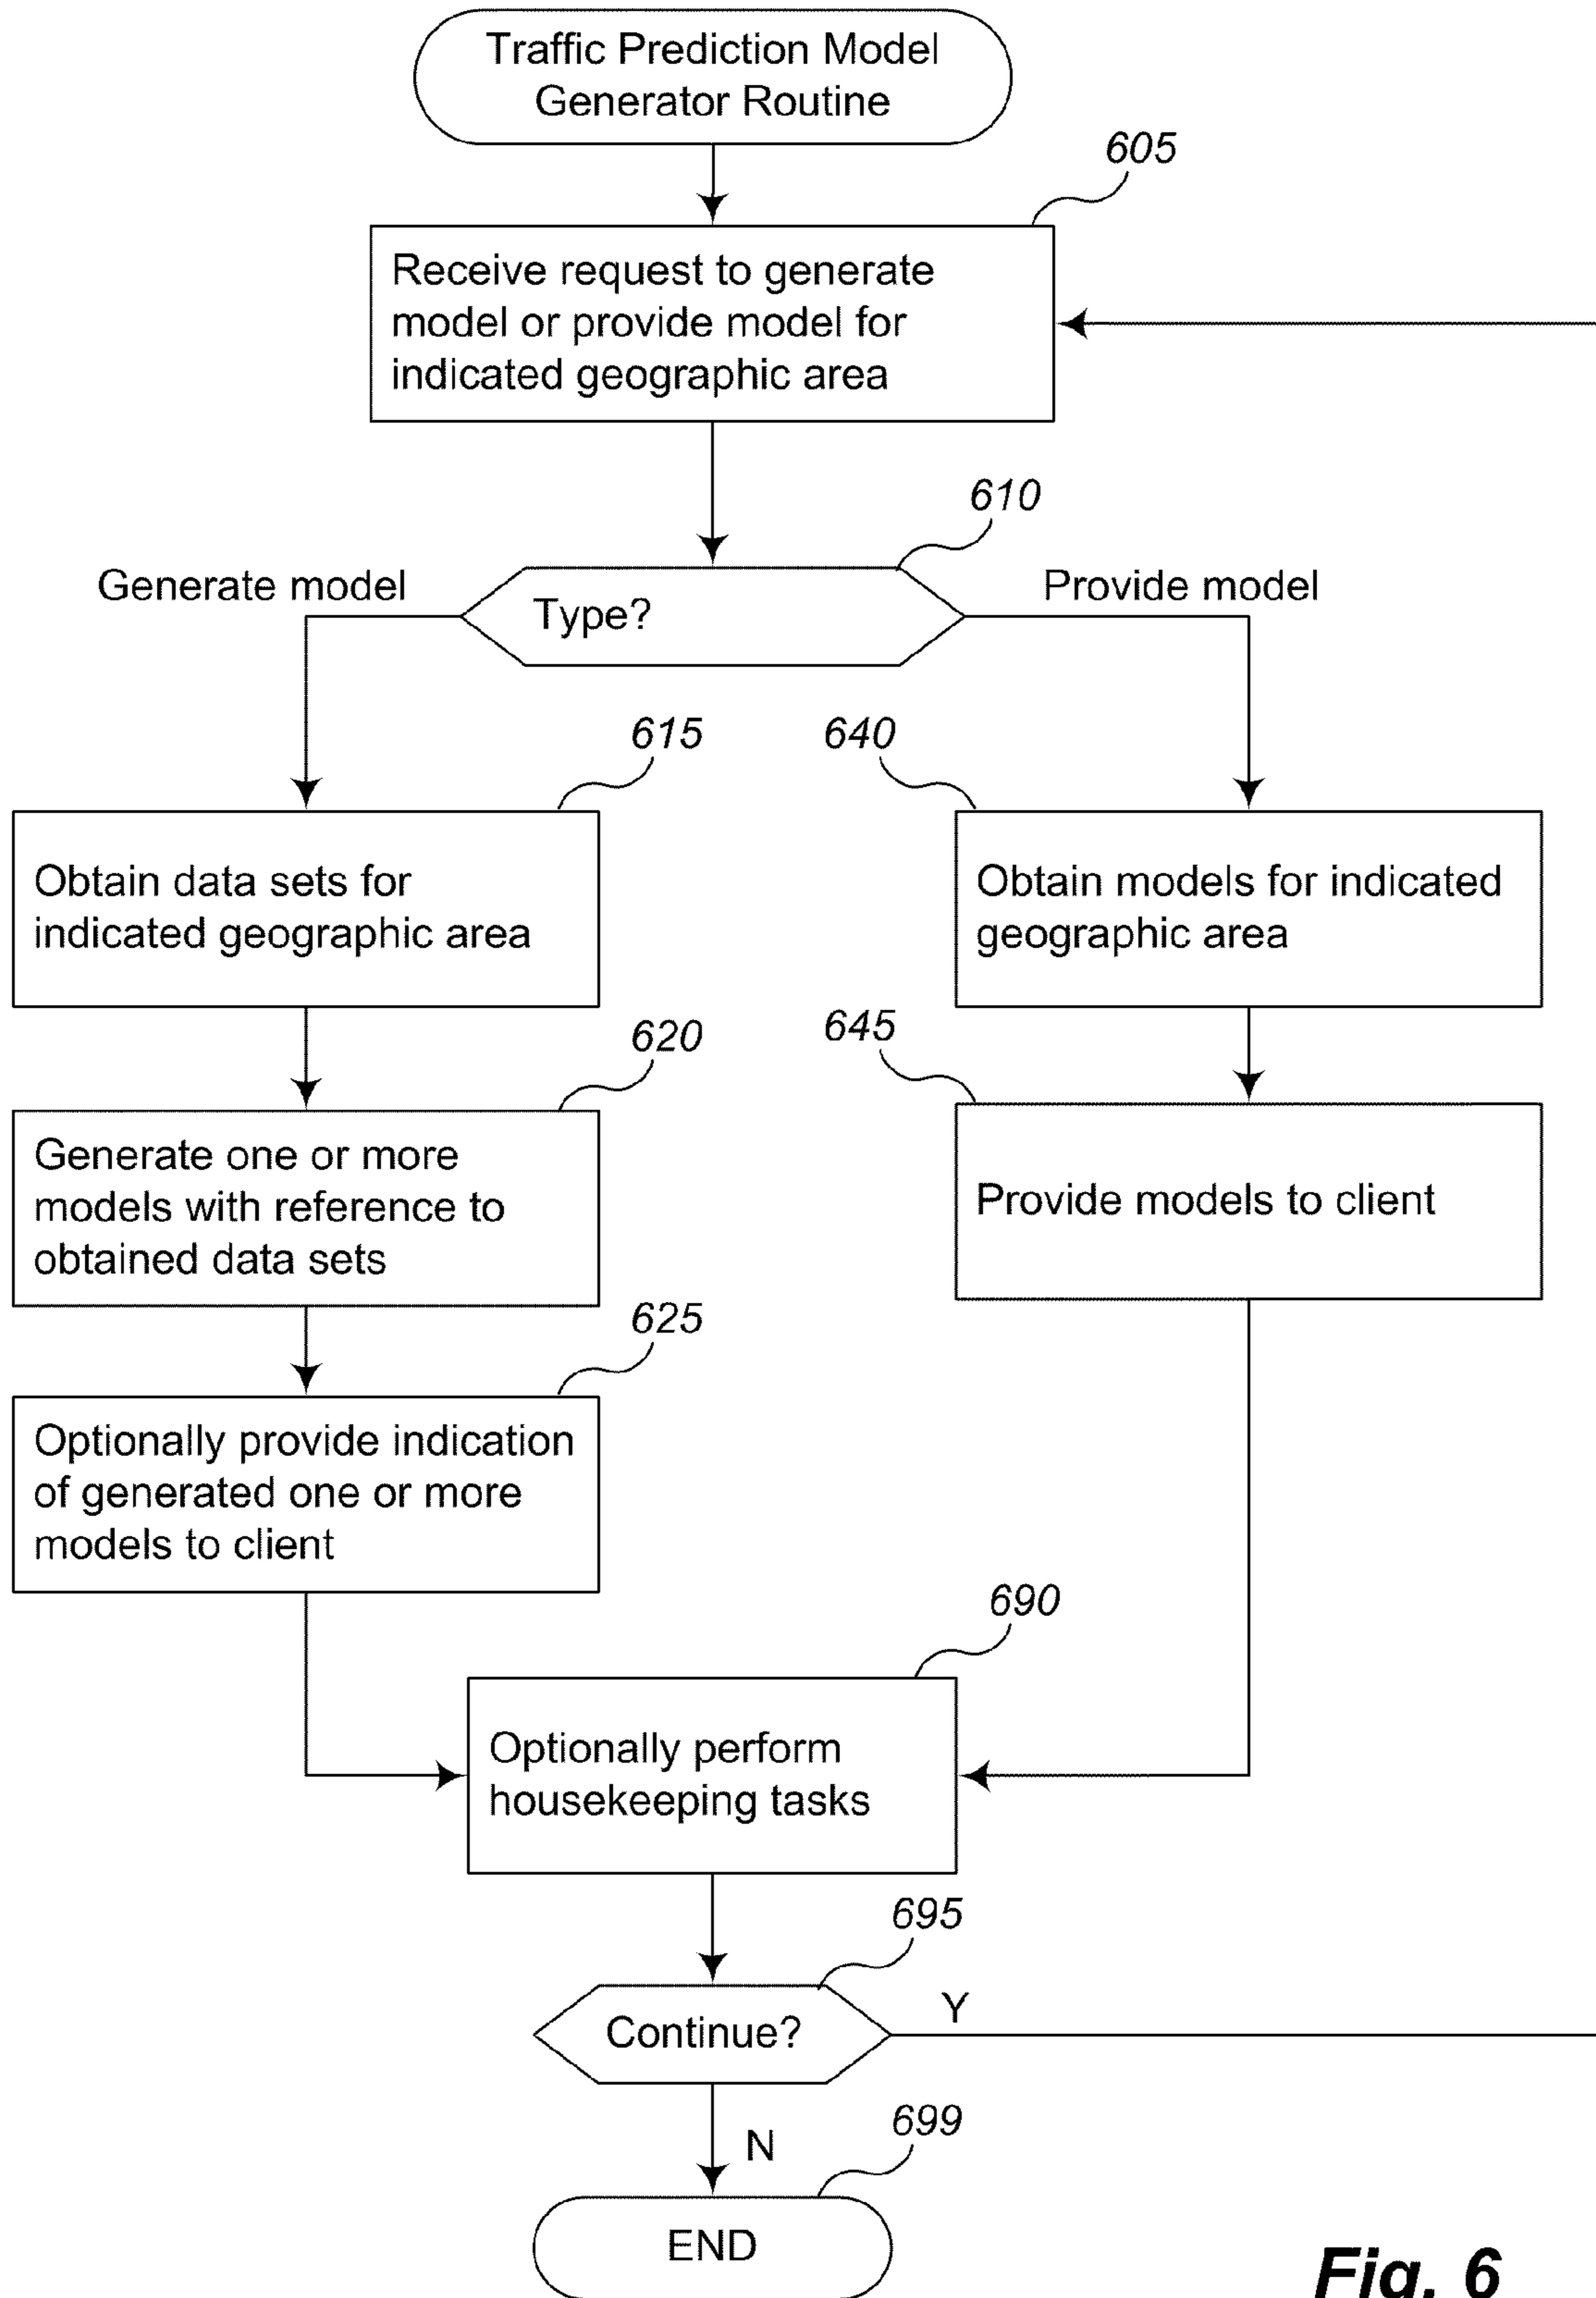 Traffic Prediction Model
Generator Routine
605
Receive request to generate
model or provide model for
indicated geographic area
610
Generate model
Type?
Provide model
615
640
Obtain data sets for
indicated geographic area
Obtain models for indicated
geographic area
620
645
Generate one or more
models with reference to
obtained data sets
Provide models to client
625
Optionally provide indication
of generated one or more
models to client
690
Optionally perform
housekeeping tasks
695
Continue?
Y
N
699
END
Fig. 6